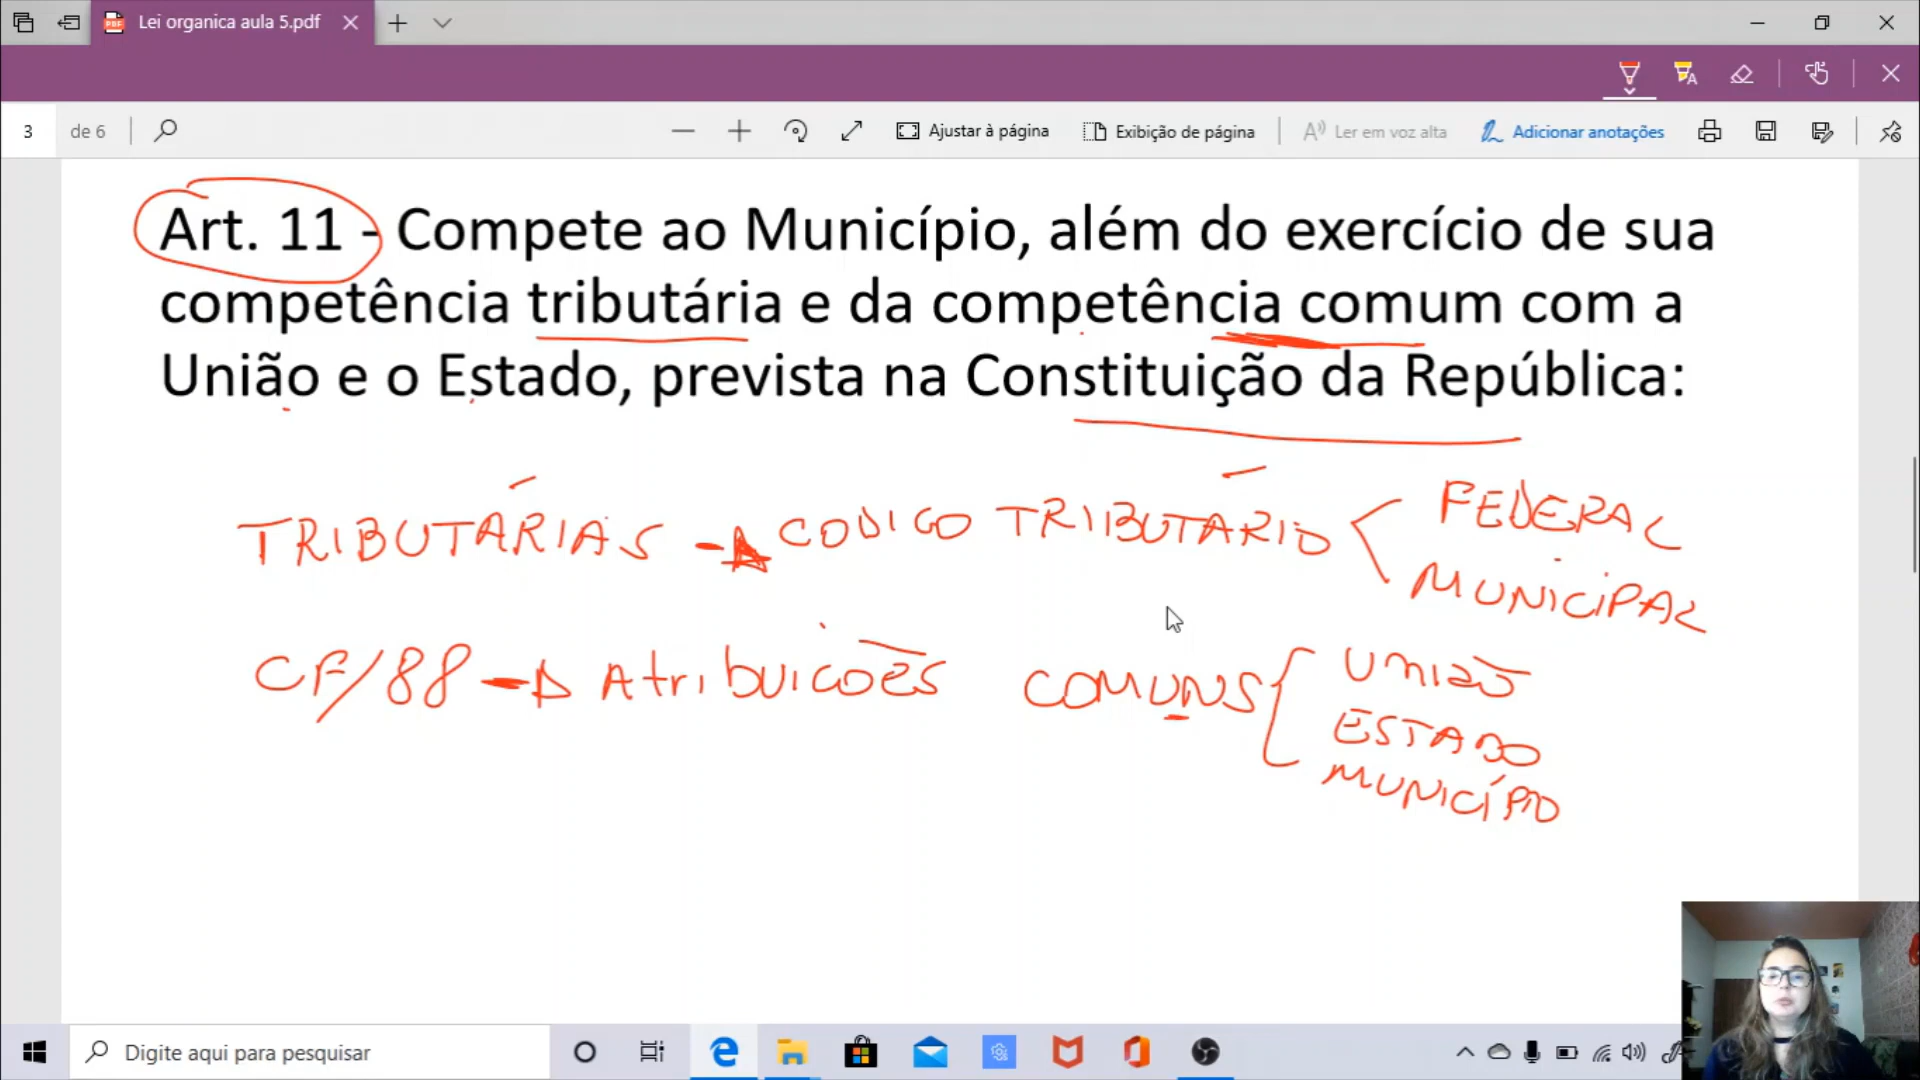 Lei organica aula 5.pdf
3 de 6
Ajustar à página
Exibição de página
Ler em voz alta
Adicionar anotações
Art. 11 - Compete ao Município, além do exercício de sua
competência tributária e da competência comum com a
União e o Estado, prevista na Constituição da República:
TRIBUTÁRIAS CODIGO TRIBUTÁRIO
FEDERAL
MUNICIPAL
CF/88 Atribuicões COMUNS
União
ESTADO
MUNICÍPIO
Digite aqui para pesquisar